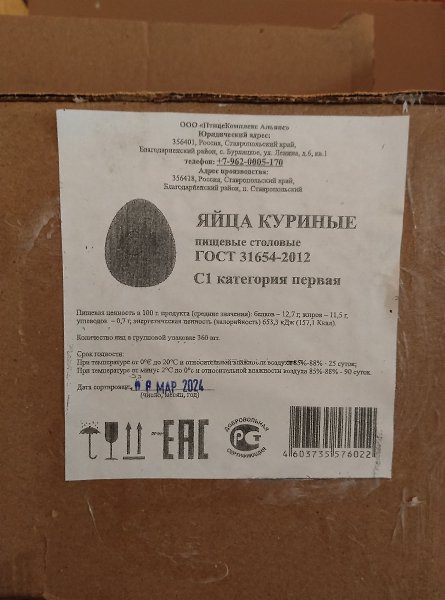 ООО «ПтицеКомплекс Альянс»
Юридический адрес:
356401, Россия, Ставропольский край,
Благодарненский район, с. Бурлацкое, ул. Ленина, д.6, кв.1
телефон: +7-962-0005-170
Адрес производства:
356418, Россия, Ставропольский край,
Благодарненский район, п. Ставропольский
ЯЙЦА КУРИНЫЕ
пищевые столовые
ГОСТ 31654-2012
С1 категория первая
Пищевая ценность в 100 г. продукта (средние значения): белков – 12,7 г; жиров – 11,5 г,
углеводов – 0,7 г, энергетическая ценность (калорийность) 653,3 кДж (157,1 Ккал).
Количество яиц в групповой упаковке 360 шт.
Срок годности:
При температуре от 0°С до 20°С и относительной влажности воздуха от 85%-88% - 25 суток;
При температуре от минус 2°С до 0°с и относительной влажности воздуха 85%-88% - 90 суток.
Дата сортировки: МАР 2024
(число, месяц, год)
ЕАС
ДОБРОВОЛЬНАЯ
РСТ
СЕРТИФИКАЦИЯ
4603735576022